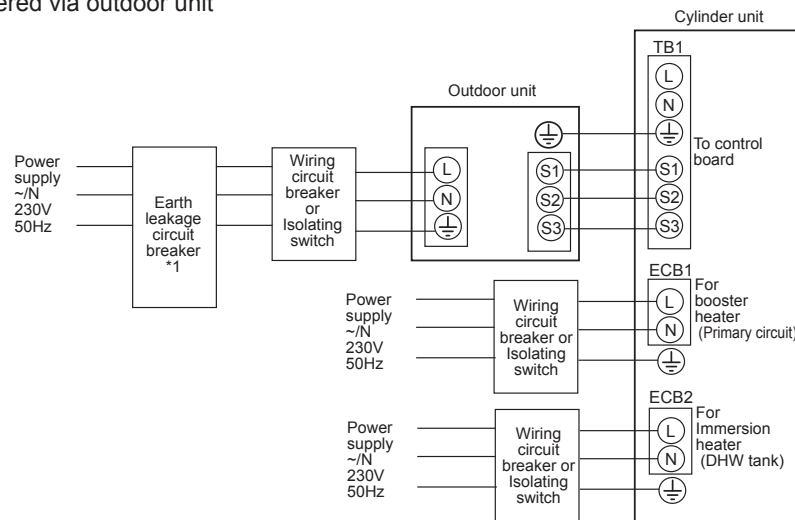 ered via outdoor unit
Cylinder unit
TB1
L
N
To control
board
S1
S2
S3
Outdoor unit
L
N
S1
S2
S3
Power
supply
~/N
230V
50Hz
Earth
leakage
circuit
breaker
*1
Wiring
circuit
breaker
or
Isolating
switch
ECB1
For
booster
heater
(Primary circuit)
L
N
Power
supply
~/N
230V
50Hz
Wiring
circuit
breaker or
Isolating
switch
ECB2
For
Immersion
heater
(DHW tank)
L
N
Power
supply
~/N
230V
50Hz
Wiring
circuit
breaker or
Isolating
switch